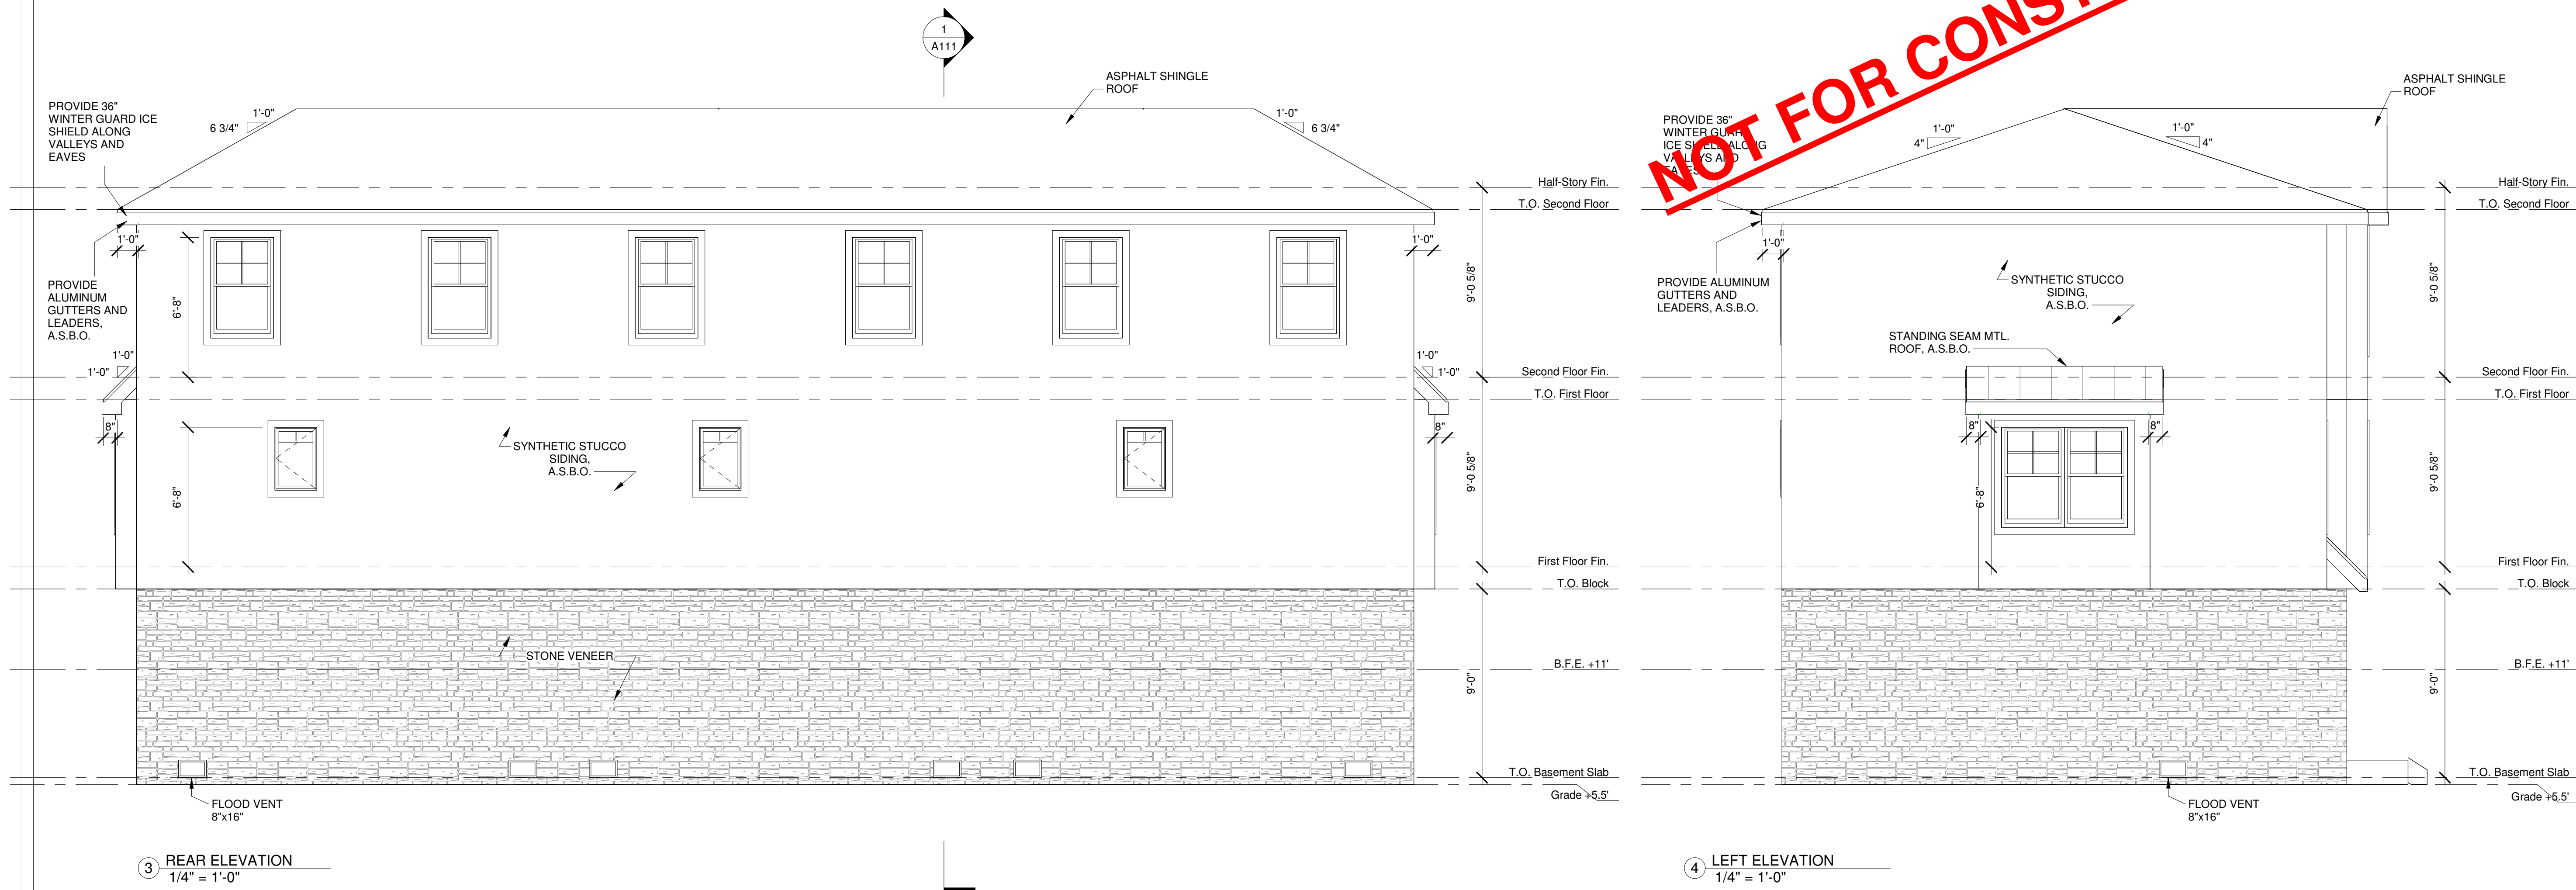 1
A111
ASPHALT SHINGLE
ROOF
PROVIDE 36"
WINTER GUARD ICE
SHIELD ALONG
VALLEYS AND
EAVES
1'-0"
6 3/4"
1'-0"
6 3/4"
Half-Story Fin.
T.O. Second Floor
1'-0"
1'-0"
PROVIDE
ALUMINUM
GUTTERS AND
LEADERS,
A.S.B.O.
6'-8"
9'-0 5/8"
1'-0"
1'-0"
1'-0"
1'-0"
Second Floor Fin.
T.O. First Floor
8"
8"
SYNTHETIC STUCCO
SIDING,
A.S.B.O.
6'-8"
9'-0 5/8"
First Floor Fin.
T.O. Block
STONE VENEER
B.F.E. +11'
9'-0"
T.O. Basement Slab
Grade +5.5'
FLOOD VENT
8"x16"
3
REAR ELEVATION
1/4" = 1'-0"
NOT FOR CONST
ASPHALT SHINGLE
ROOF
PROVIDE 36"
WINTER GUARD
ICE SHIELD ALONG
VALLEYS AND
EAVES
1'-0"
4"
1'-0"
4"
Half-Story Fin.
T.O. Second Floor
1'-0"
PROVIDE ALUMINUM
GUTTERS AND
LEADERS, A.S.B.O.
SYNTHETIC STUCCO
SIDING,
A.S.B.O.
9'-0 5/8"
STANDING SEAM MTL.
ROOF, A.S.B.O.
Second Floor Fin.
T.O. First Floor
8"
8"
6'-8"
9'-0 5/8"
First Floor Fin.
T.O. Block
B.F.E. +11'
9'-0"
T.O. Basement Slab
Grade +5.5'
FLOOD VENT
8"x16"
4
LEFT ELEVATION
1/4" = 1'-0"